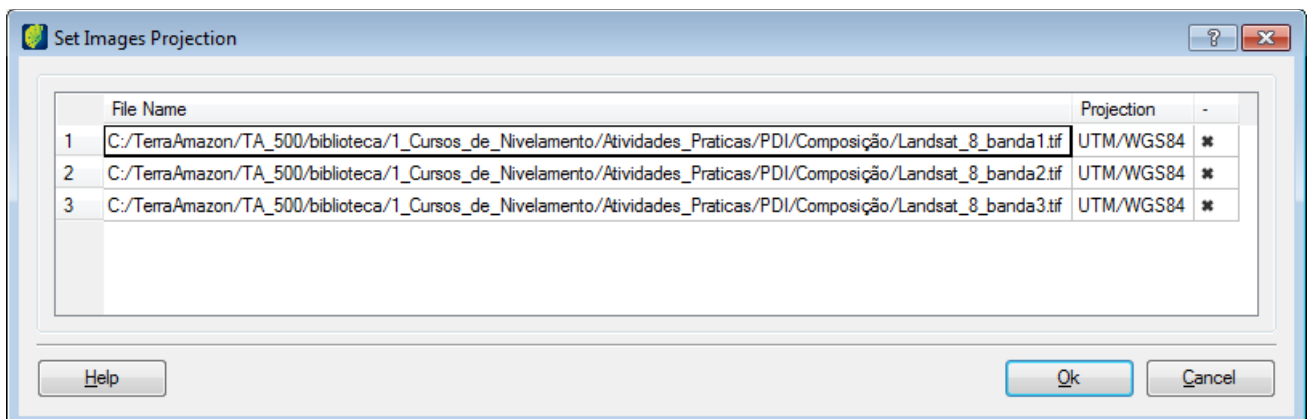 Set Images Projection
File Name Projection -
1 C:/TerraAmazon/TA_500/biblioteca/1_Cursos_de_Nivelamento/Atividades_Praticas/PDI/Composição/Landsat_8_banda1.tif UTM/WGS84
2 C:/TerraAmazon/TA_500/biblioteca/1_Cursos_de_Nivelamento/Atividades_Praticas/PDI/Composição/Landsat_8_banda2.tif UTM/WGS84
3 C:/TerraAmazon/TA_500/biblioteca/1_Cursos_de_Nivelamento/Atividades_Praticas/PDI/Composição/Landsat_8_banda3.tif UTM/WGS84
Help Ok Cancel